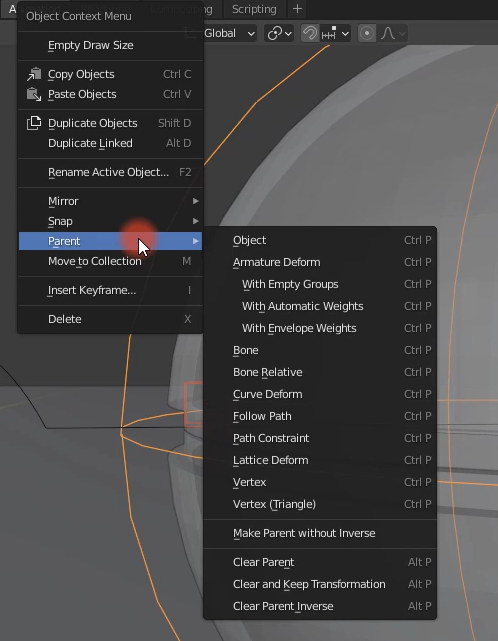 Scripting +
Global
Object Context Menu
Empty Draw Size
Copy Objects Ctrl C
Paste Objects Ctrl V
Duplicate Objects Shift D
Duplicate Linked Alt D
Rename Active Object... F2
Mirror
Snap
Parent
Move to Collection M
Insert Keyframe... I
Delete X
Object Ctrl P
Armature Deform Ctrl P
With Empty Groups Ctrl P
With Automatic Weights Ctrl P
With Envelope Weights Ctrl P
Bone Ctrl P
Bone Relative Ctrl P
Curve Deform Ctrl P
Follow Path Ctrl P
Path Constraint Ctrl P
Lattice Deform Ctrl P
Vertex Ctrl P
Vertex (Triangle) Ctrl P
Make Parent without Inverse
Clear Parent Alt P
Clear and Keep Transformation Alt P
Clear Parent Inverse Alt P